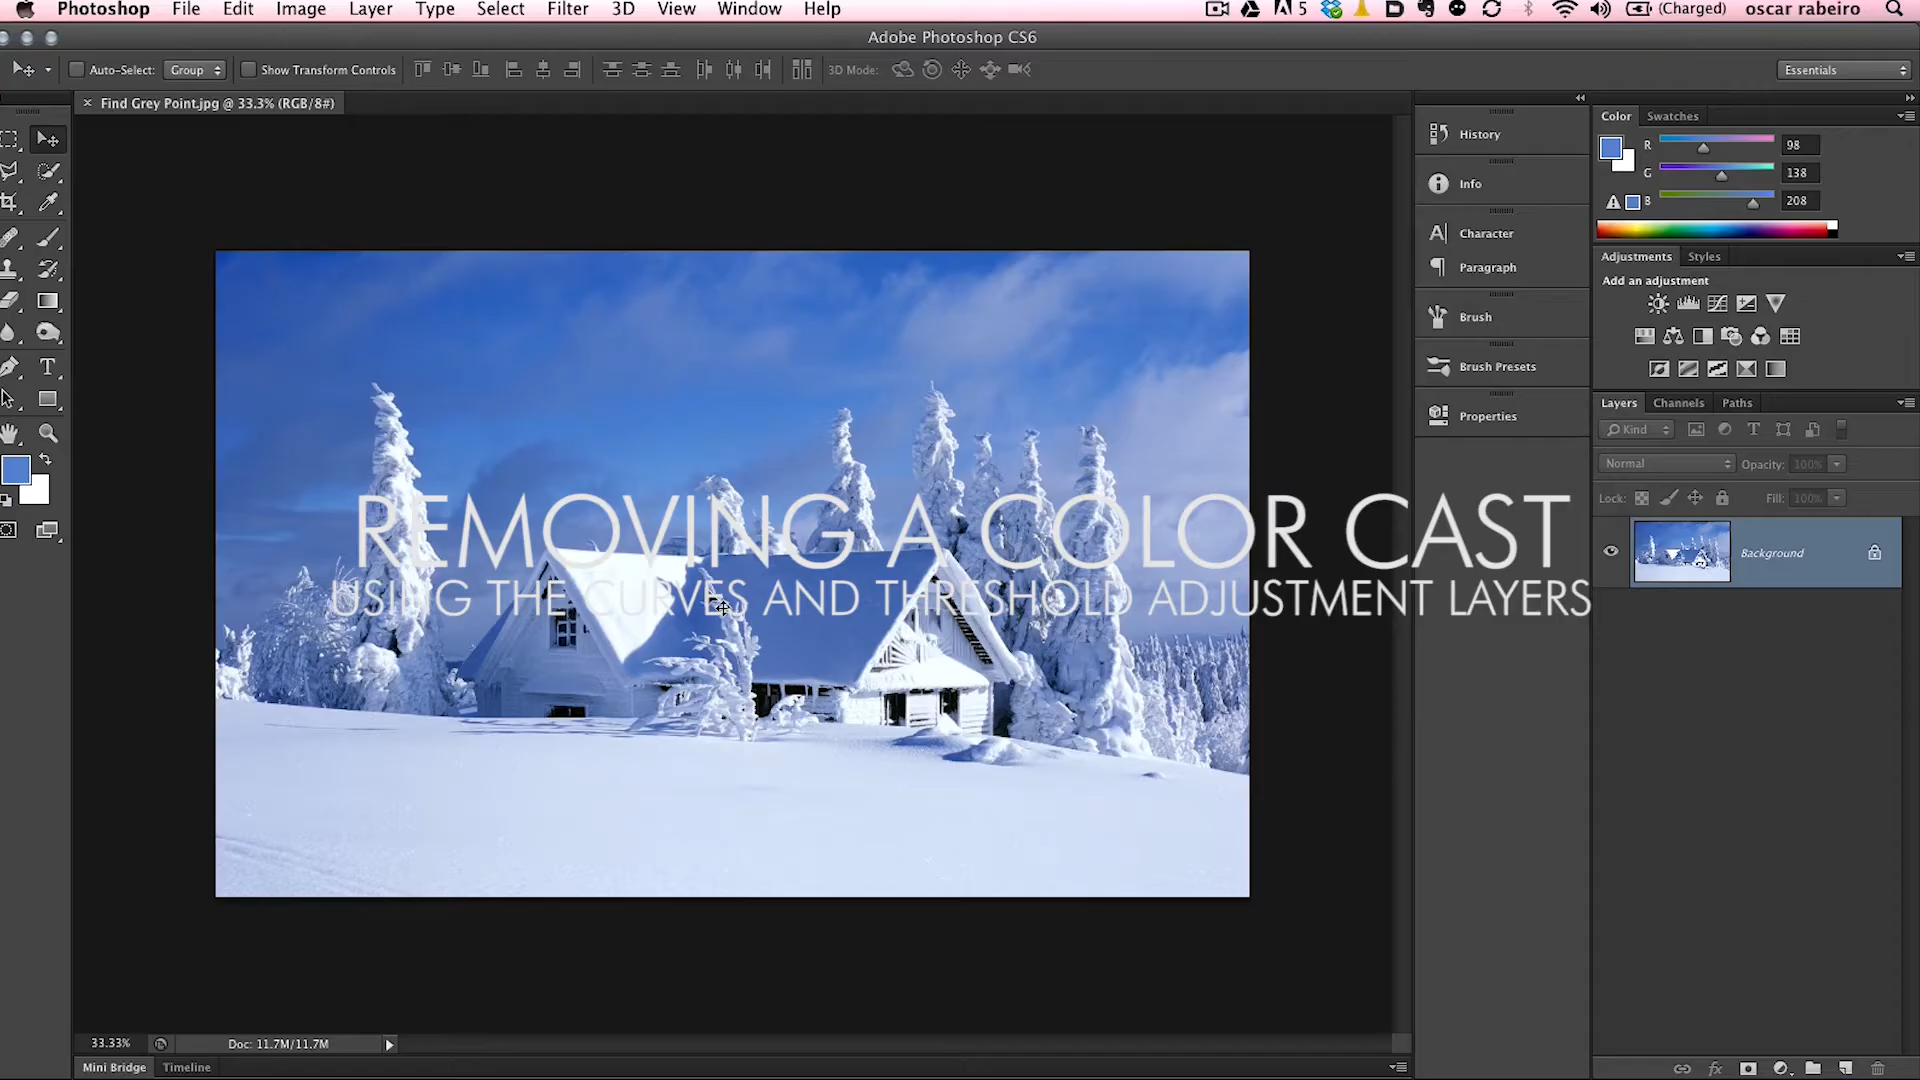 Photoshop File Edit Image Layer Type Select Filter 3D View Window Help 5 (Charged) oscar rabeiro
Adobe Photoshop CS6
Auto-Select: Group Show Transform Controls 3D Mode: Essentials
× Find Grey Point.jpg @ 33.3% (RGB/8#)
History
Info
Character
Paragraph
Brush
Brush Presets
Properties
Color Swatches
R 98
G 138
B 208
Adjustments Styles
Add an adjustment
Layers Channels Paths
Kind
Normal Opacity: 100%
Lock: Fill: 100%
Background
REMOVING A COLOR CAST
USING THE CURVES AND THRESHOLD ADJUSTMENT LAYERS
33.33% Doc: 11.7M/11.7M
Mini Bridge Timeline